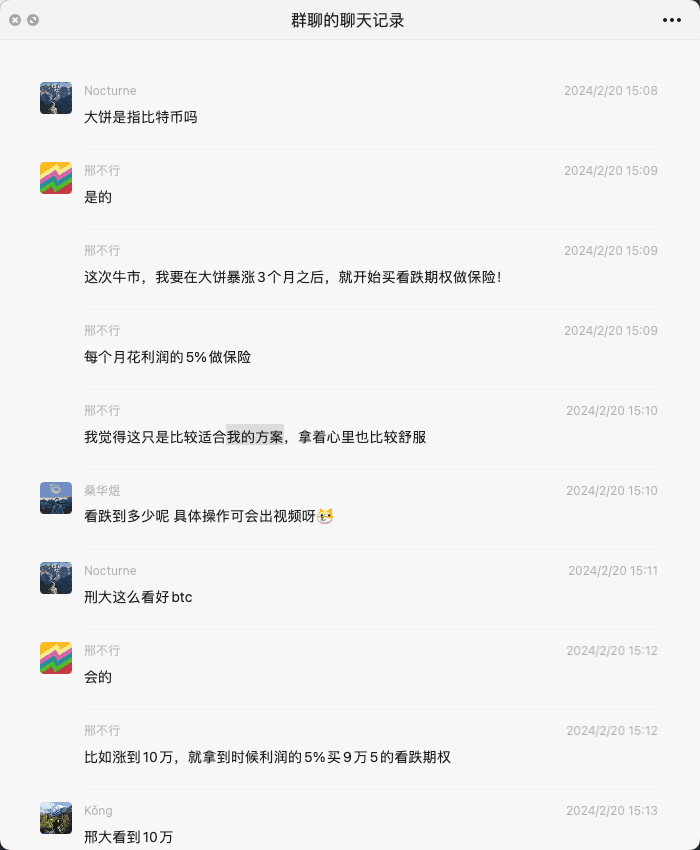 群聊的聊天记录
Nocturne 2024/2/20 15:08
大饼是指比特币吗
邢不行 2024/2/20 15:09
是的
邢不行 2024/2/20 15:09
这次牛市，我要在大饼暴涨3个月之后，就开始买看跌期权做保险！
邢不行 2024/2/20 15:09
每个月花利润的5%做保险
邢不行 2024/2/20 15:10
我觉得这只是比较适合我的方案，拿着心里也比较舒服
桑华煜 2024/2/20 15:10
看跌到多少呢 具体操作可会出视频呀
Nocturne 2024/2/20 15:11
刑大这么看好btc
邢不行 2024/2/20 15:12
会的
邢不行 2024/2/20 15:12
比如涨到10万，就拿到时候利润的5%买9万5的看跌期权
Kǒng 2024/2/20 15:13
邢大看到10万